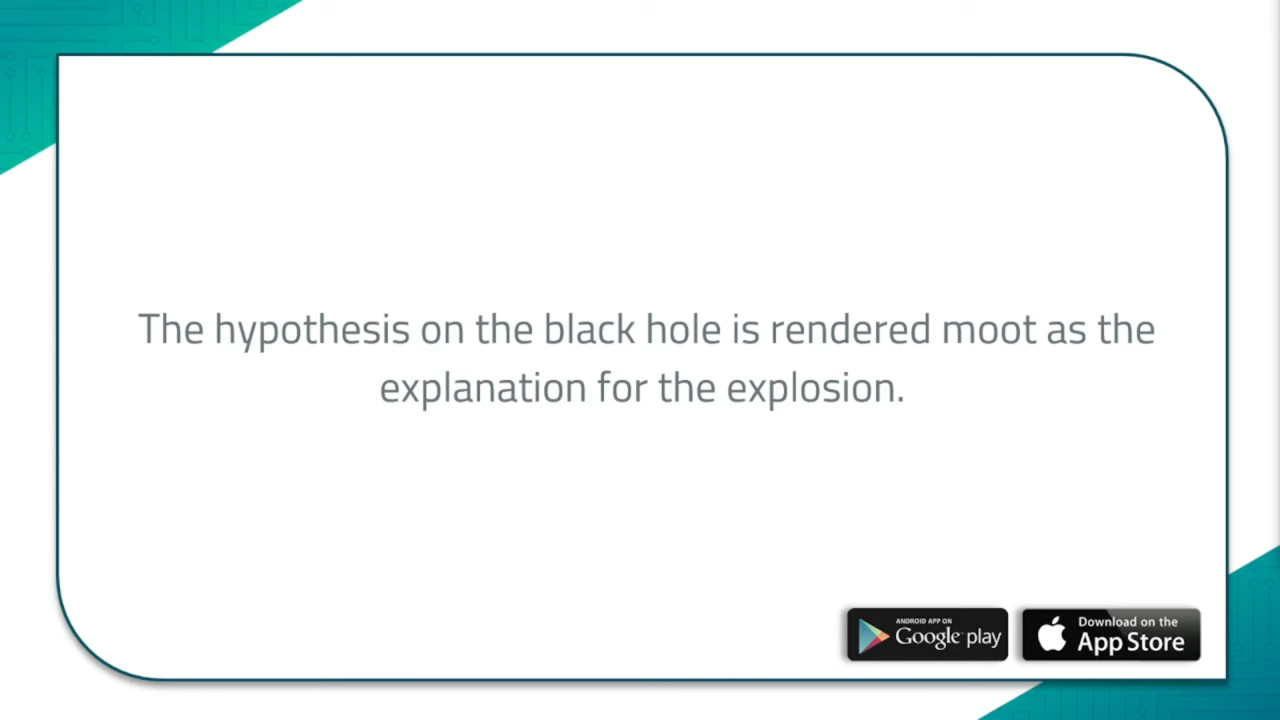 The hypothesis on the black hole is rendered moot as the
explanation for the explosion.
ANDROID APP ON
Google play
Download on the
App Store